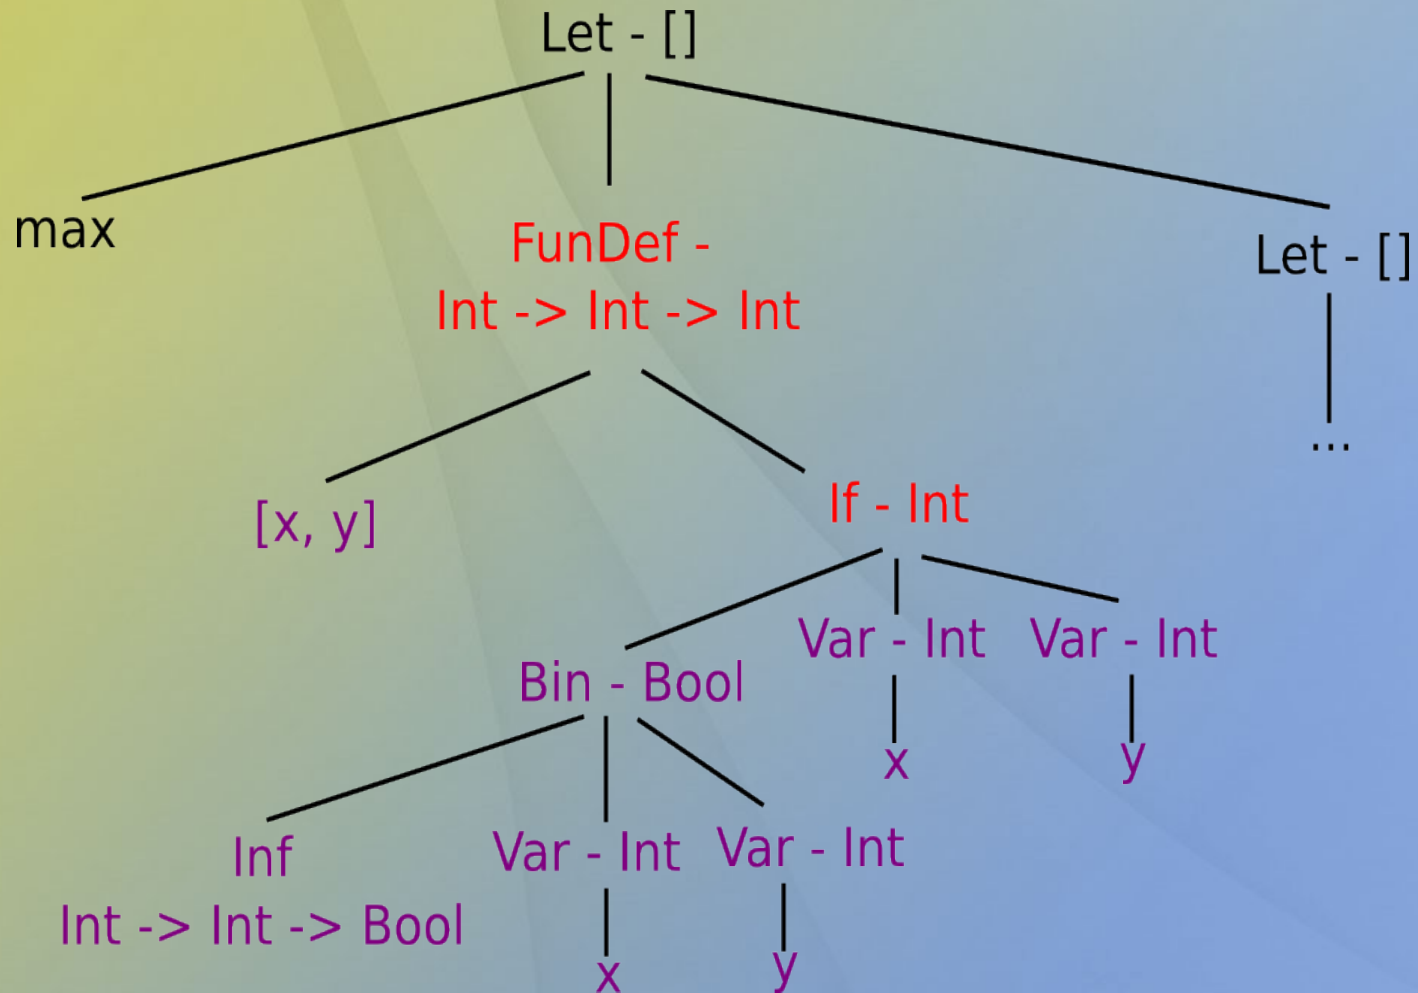 Let - []
max
FunDef -
Int -> Int -> Int
Let - []
...
[x, y]
If - Int
Bin - Bool
Var - Int
Var - Int
x
y
Inf
Int -> Int -> Bool
Var - Int
Var - Int
x
y